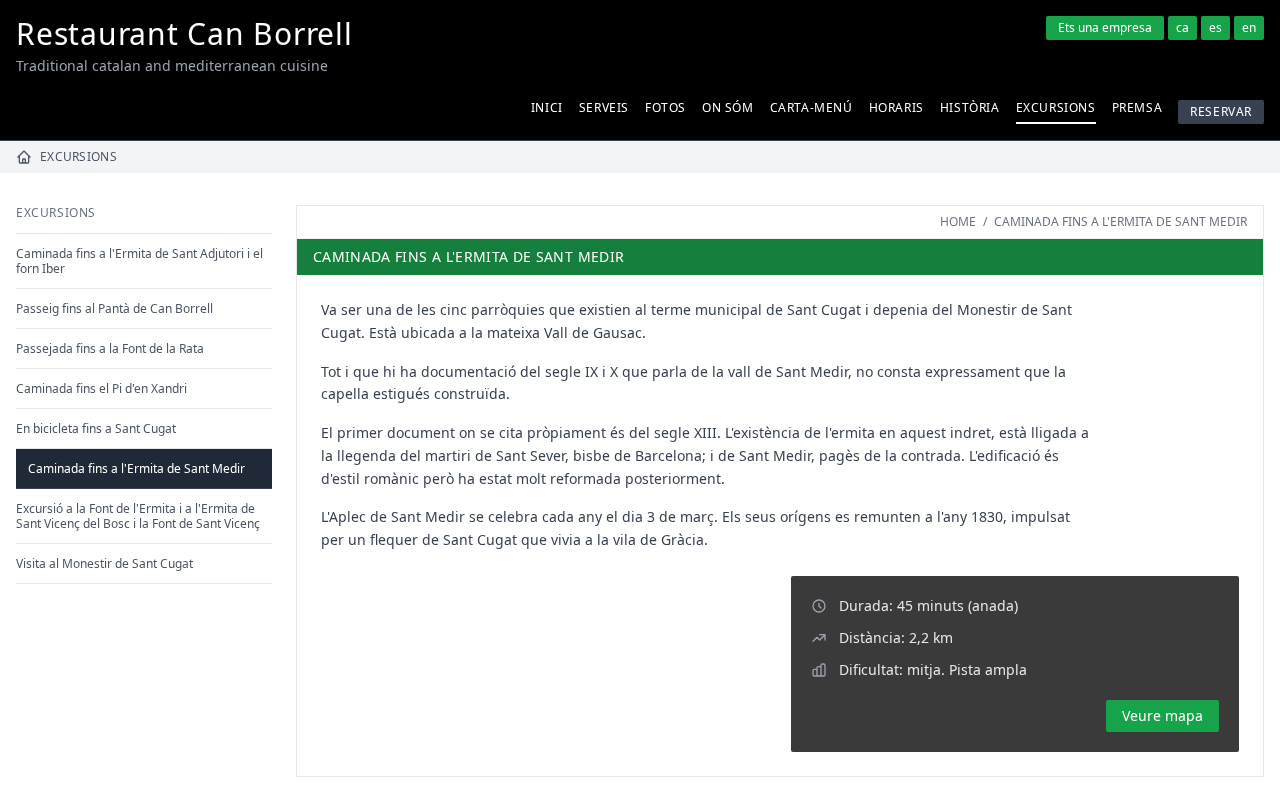 Restaurant Can Borrell
Traditional catalan and mediterranean cuisine
Ets una empresa
ca
es
en
INICI
SERVEIS
FOTOS
ON SÓM
CARTA-MENÚ
HORARIS
HISTÒRIA
EXCURSIONS
PREMSA
RESERVAR
EXCURSIONS
EXCURSIONS
Caminada fins a l'Ermita de Sant Adjutori i el
forn Iber
Passeig fins al Pantà de Can Borrell
Passejada fins a la Font de la Rata
Caminada fins el Pi d'en Xandri
En bicicleta fins a Sant Cugat
Caminada fins a l'Ermita de Sant Medir
Excursió a la Font de l'Ermita i a l'Ermita de
Sant Vicenç del Bosc i la Font de Sant Vicenç
Visita al Monestir de Sant Cugat
HOME / CAMINADA FINS A L'ERMITA DE SANT MEDIR
CAMINADA FINS A L'ERMITA DE SANT MEDIR
Va ser una de les cinc parròquies que existien al terme municipal de Sant Cugat i depenia del Monestir de Sant
Cugat. Està ubicada a la mateixa Vall de Gausac.
Tot i que hi ha documentació del segle IX i X que parla de la vall de Sant Medir, no consta expressament que la
capella estigués construïda.
El primer document on se cita pròpiament és del segle XIII. L'existència de l'ermita en aquest indret, està lligada a
la llegenda del martiri de Sant Sever, bisbe de Barcelona; i de Sant Medir, pagès de la contrada. L'edificació és
d'estil romànic però ha estat molt reformada posteriorment.
L'Aplec de Sant Medir se celebra cada any el dia 3 de març. Els seus orígens es remunten a l'any 1830, impulsat
per un flequer de Sant Cugat que vivia a la vila de Gràcia.
Durada: 45 minuts (anada)
Distància: 2,2 km
Dificultat: mitja. Pista ampla
Veure mapa